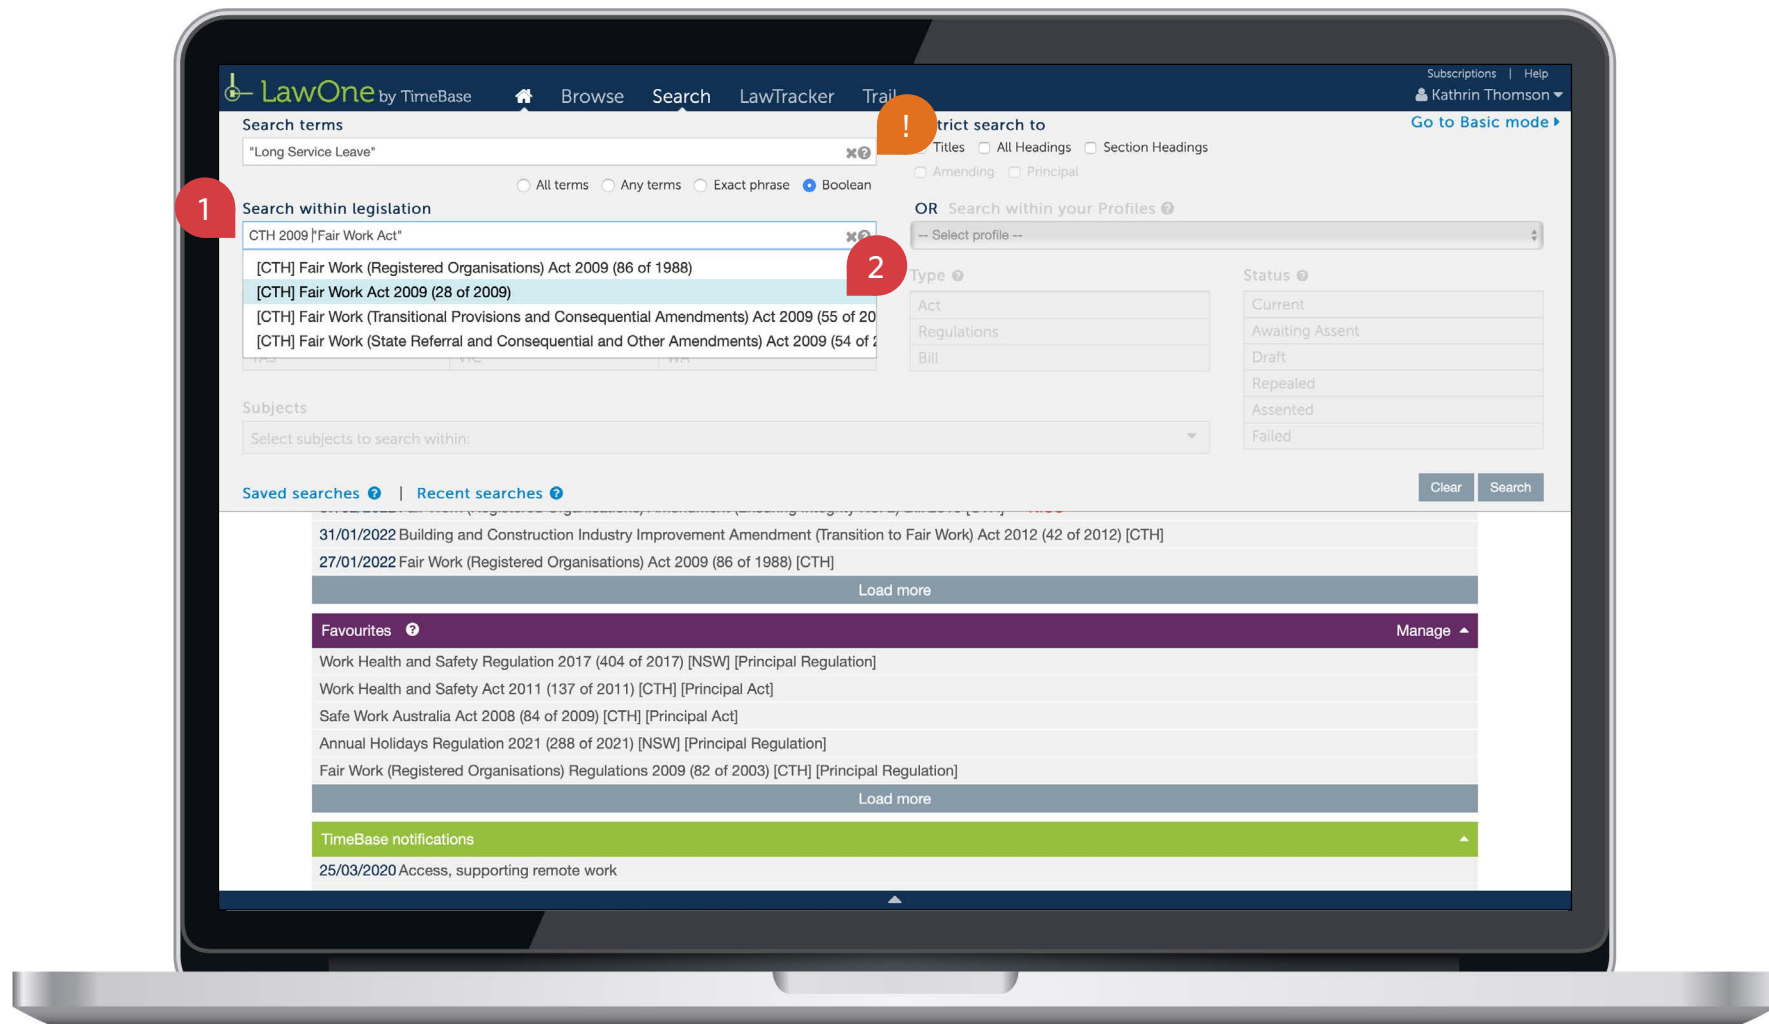 Subscriptions | Help
LawOne by TimeBase Browse Search LawTracker Trail Kathrin Thomson
Search terms
! trict search to
Go to Basic mode
"Long Service Leave"
Titles All Headings Section Headings
Amending Principal
All terms Any terms Exact phrase Boolean
1
Search within legislation
OR Search within your Profiles
CTH 2009 "Fair Work Act"
-- Select profile --
2
[CTH] Fair Work (Registered Organisations) Act 2009 (86 of 1988)
[CTH] Fair Work Act 2009 (28 of 2009)
[CTH] Fair Work (Transitional Provisions and Consequential Amendments) Act 2009 (55 of 20
[CTH] Fair Work (State Referral and Consequential and Other Amendments) Act 2009 (54 of 2
TAS VIC WA
Type
Act
Regulations
Bill
Status
Current
Awaiting Assent
Draft
Repealed
Assented
Failed
Subjects
Select subjects to search within:
Saved searches | Recent searches
Clear Search
31/01/2022 Building and Construction Industry Improvement Amendment (Transition to Fair Work) Act 2012 (42 of 2012) [CTH]
27/01/2022 Fair Work (Registered Organisations) Act 2009 (86 of 1988) [CTH]
Load more
Favourites Manage
Work Health and Safety Regulation 2017 (404 of 2017) [NSW] [Principal Regulation]
Work Health and Safety Act 2011 (137 of 2011) [CTH] [Principal Act]
Safe Work Australia Act 2008 (84 of 2009) [CTH] [Principal Act]
Annual Holidays Regulation 2021 (288 of 2021) [NSW] [Principal Regulation]
Fair Work (Registered Organisations) Regulations 2009 (82 of 2003) [CTH] [Principal Regulation]
Load more
TimeBase notifications
25/03/2020 Access, supporting remote work